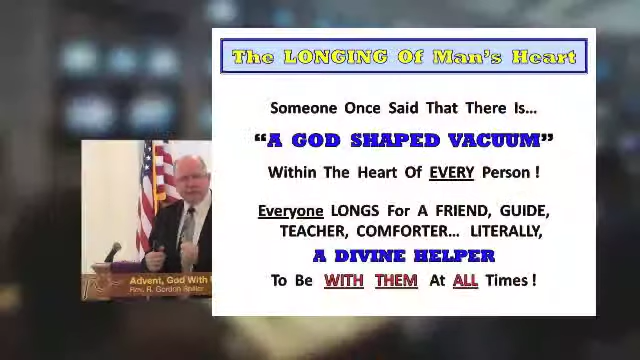 The LONGING Of Man's Heart
Someone Once Said That There Is...
"A GOD SHAPED VACUUM"
Within The Heart Of EVERY Person !
Everyone LONGS For A FRIEND, GUIDE,
TEACHER, COMFORTER... LITERALLY,
A DIVINE HELPER
To Be WITH THEM At ALL Times !
Advent, God With
Rev. R. Gordon